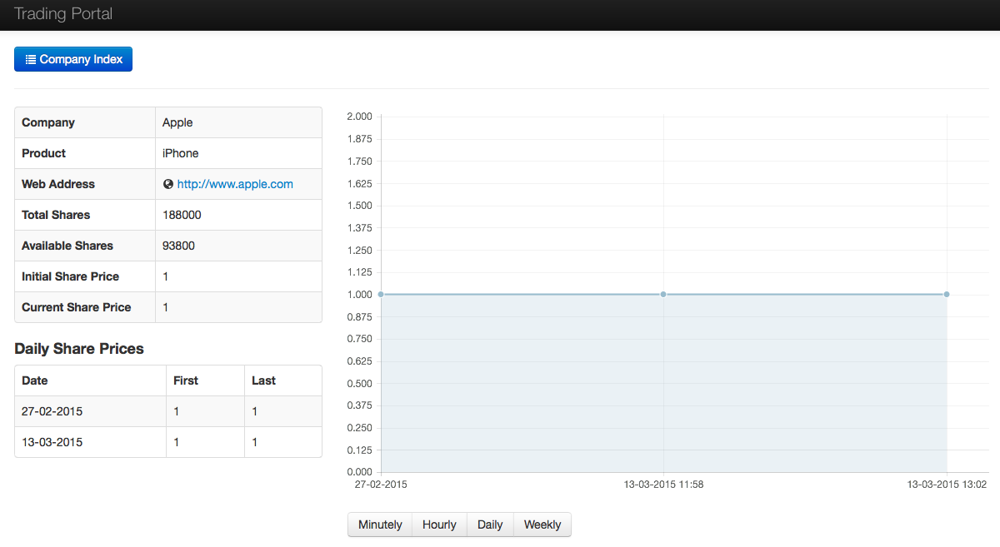 Trading Portal
Company Index
Company Apple
Product iPhone
Web Address http://www.apple.com
Total Shares 188000
Available Shares 93800
Initial Share Price 1
Current Share Price 1
Daily Share Prices
Date First Last
27-02-2015 1 1
13-03-2015 1 1
2.000
1.875
1.750
1.625
1.500
1.375
1.250
1.125
1.000
0.875
0.750
0.625
0.500
0.375
0.250
0.125
0.000
27-02-2015 13-03-2015 11:58 13-03-2015 13:02
Minutely Hourly Daily Weekly